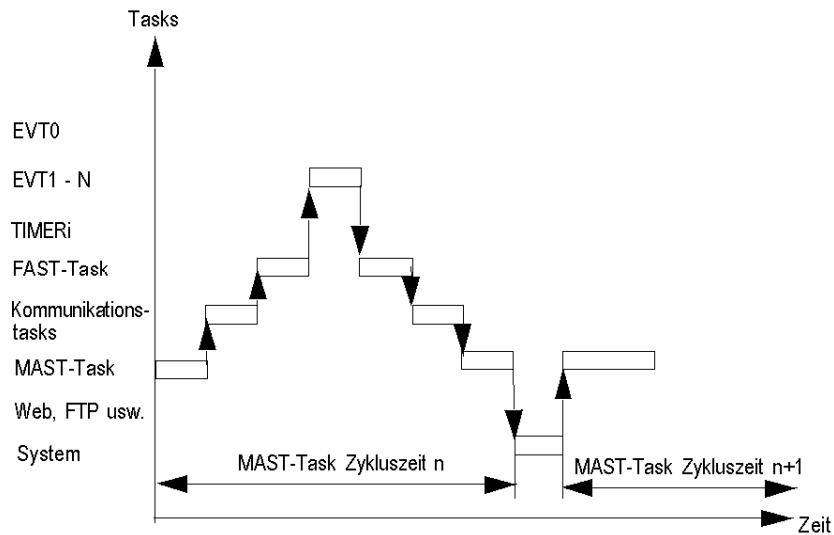 Tasks
EVT0
EVT1 - N
TIMERi
FAST-Task
Kommunikations-
tasks
MAST-Task
Web, FTP usw.
System
MAST-Task Zykluszeit n
MAST-Task Zykluszeit n+1
Zeit